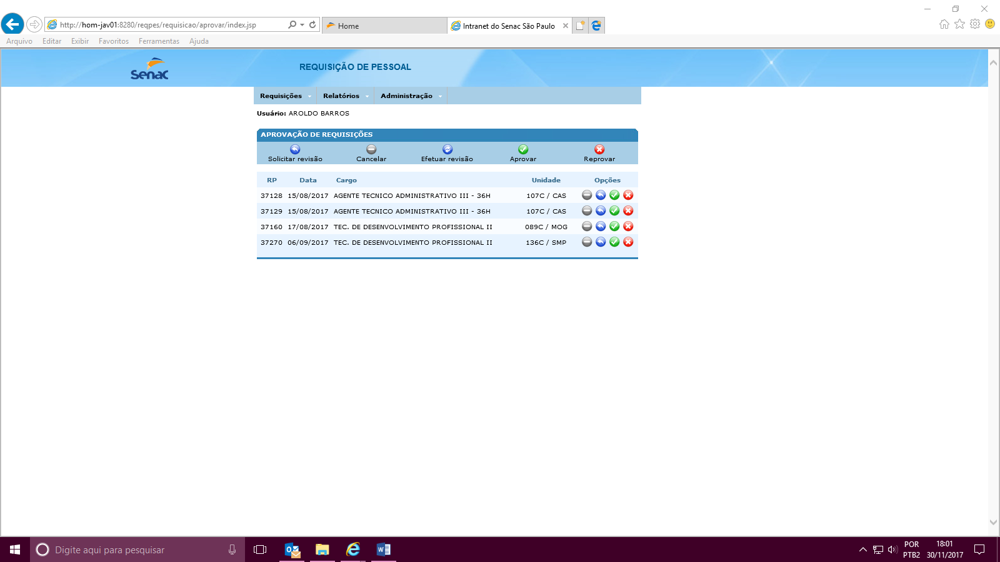 http://hom-jav01:8280/reqpes/requisicao/aprovar/index.jsp
Home
Intranet do Senac São Paulo
Arquivo Editar Exibir Favoritos Ferramentas Ajuda
senac
REQUISIÇÃO DE PESSOAL
Requisições Relatórios Administração
Usuário: AROLDO BARROS
APROVAÇÃO DE REQUISIÇÕES
Solicitar revisão Cancelar Efetuar revisão Aprovar Reprovar
RP Data Cargo Unidade Opções
37128 15/08/2017 AGENTE TECNICO ADMINISTRATIVO III - 36H 107C / CAS
37129 15/08/2017 AGENTE TECNICO ADMINISTRATIVO III - 36H 107C / CAS
37160 17/08/2017 TEC. DE DESENVOLVIMENTO PROFISSIONAL II 089C / MOG
37270 06/09/2017 TEC. DE DESENVOLVIMENTO PROFISSIONAL II 136C / SMP
Digite aqui para pesquisar
POR 18:01
PTB2 30/11/2017